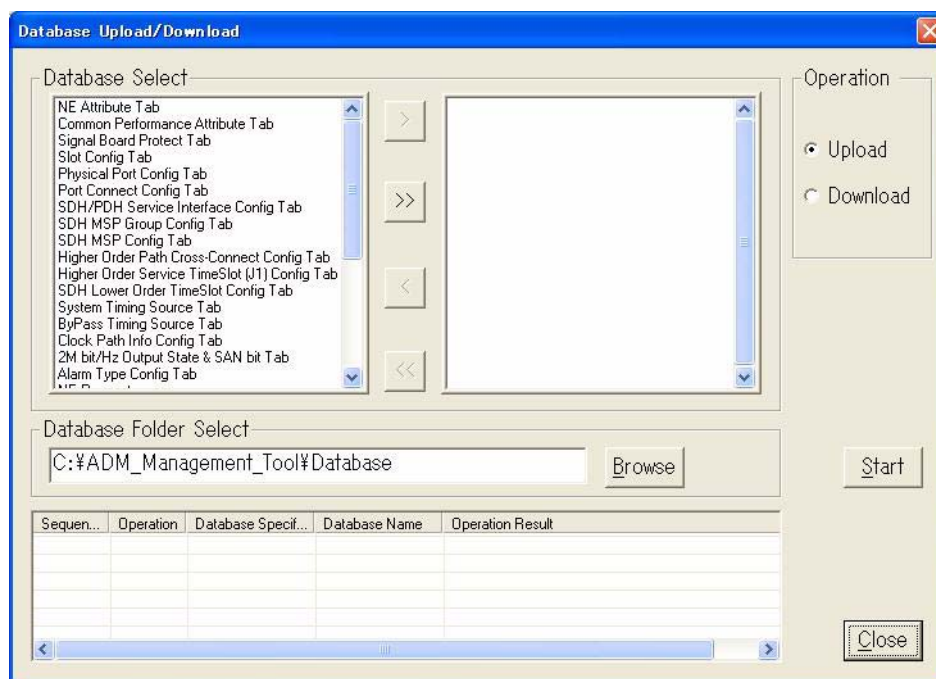 Database Upload/Download
Database Select
NE Attribute Tab
Common Performance Attribute Tab
Signal Board Protect Tab
Slot Config Tab
Physical Port Config Tab
Port Connect Config Tab
SDH/PDH Service Interface Config Tab
SDH MSP Group Config Tab
SDH MSP Config Tab
Higher Order Path Cross-Connect Config Tab
Higher Order Service TimeSlot (J1) Config Tab
SDH Lower Order TimeSlot Config Tab
System Timing Source Tab
ByPass Timing Source Tab
Clock Path Info Config Tab
2M bit/Hz Output State & SAN bit Tab
Alarm Type Config Tab
>
>>
<
<<
Operation
Upload
Download
Database Folder Select
C:¥ADM_Management_Tool¥Database
Browse
Start
Sequen... Operation Database Specif... Database Name Operation Result
Close